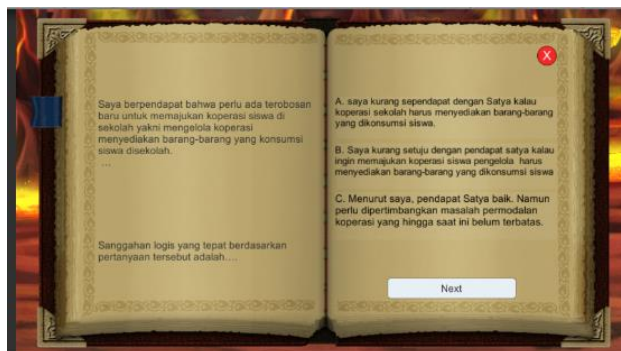 Saya berpendapat bahwa perlu ada terobosan
baru untuk memajukan koperasi siswa di
sekolah yakni mengelola koperasi
menyediakan barang-barang yang konsumsi
siswa disekolah.
...
Sanggahan logis yang tepat berdasarkan
pertanyaan tersebut adalah....
X
A. saya kurang sependapat dengan Satya kalau
koperasi sekolah harus menyediakan barang-barang
yang dikonsumsi siswa.
B. Saya kurang setuju dengan pendapat satya kalau
ingin memajukan koperasi siswa pengelola harus
menyediakan barang-barang yang dikonsumsi siswa
C. Menurut saya, pendapat Satya baik. Namun
perlu dipertimbangkan masalah permodalan
koperasi yang hingga saat ini belum terbatas.
Next